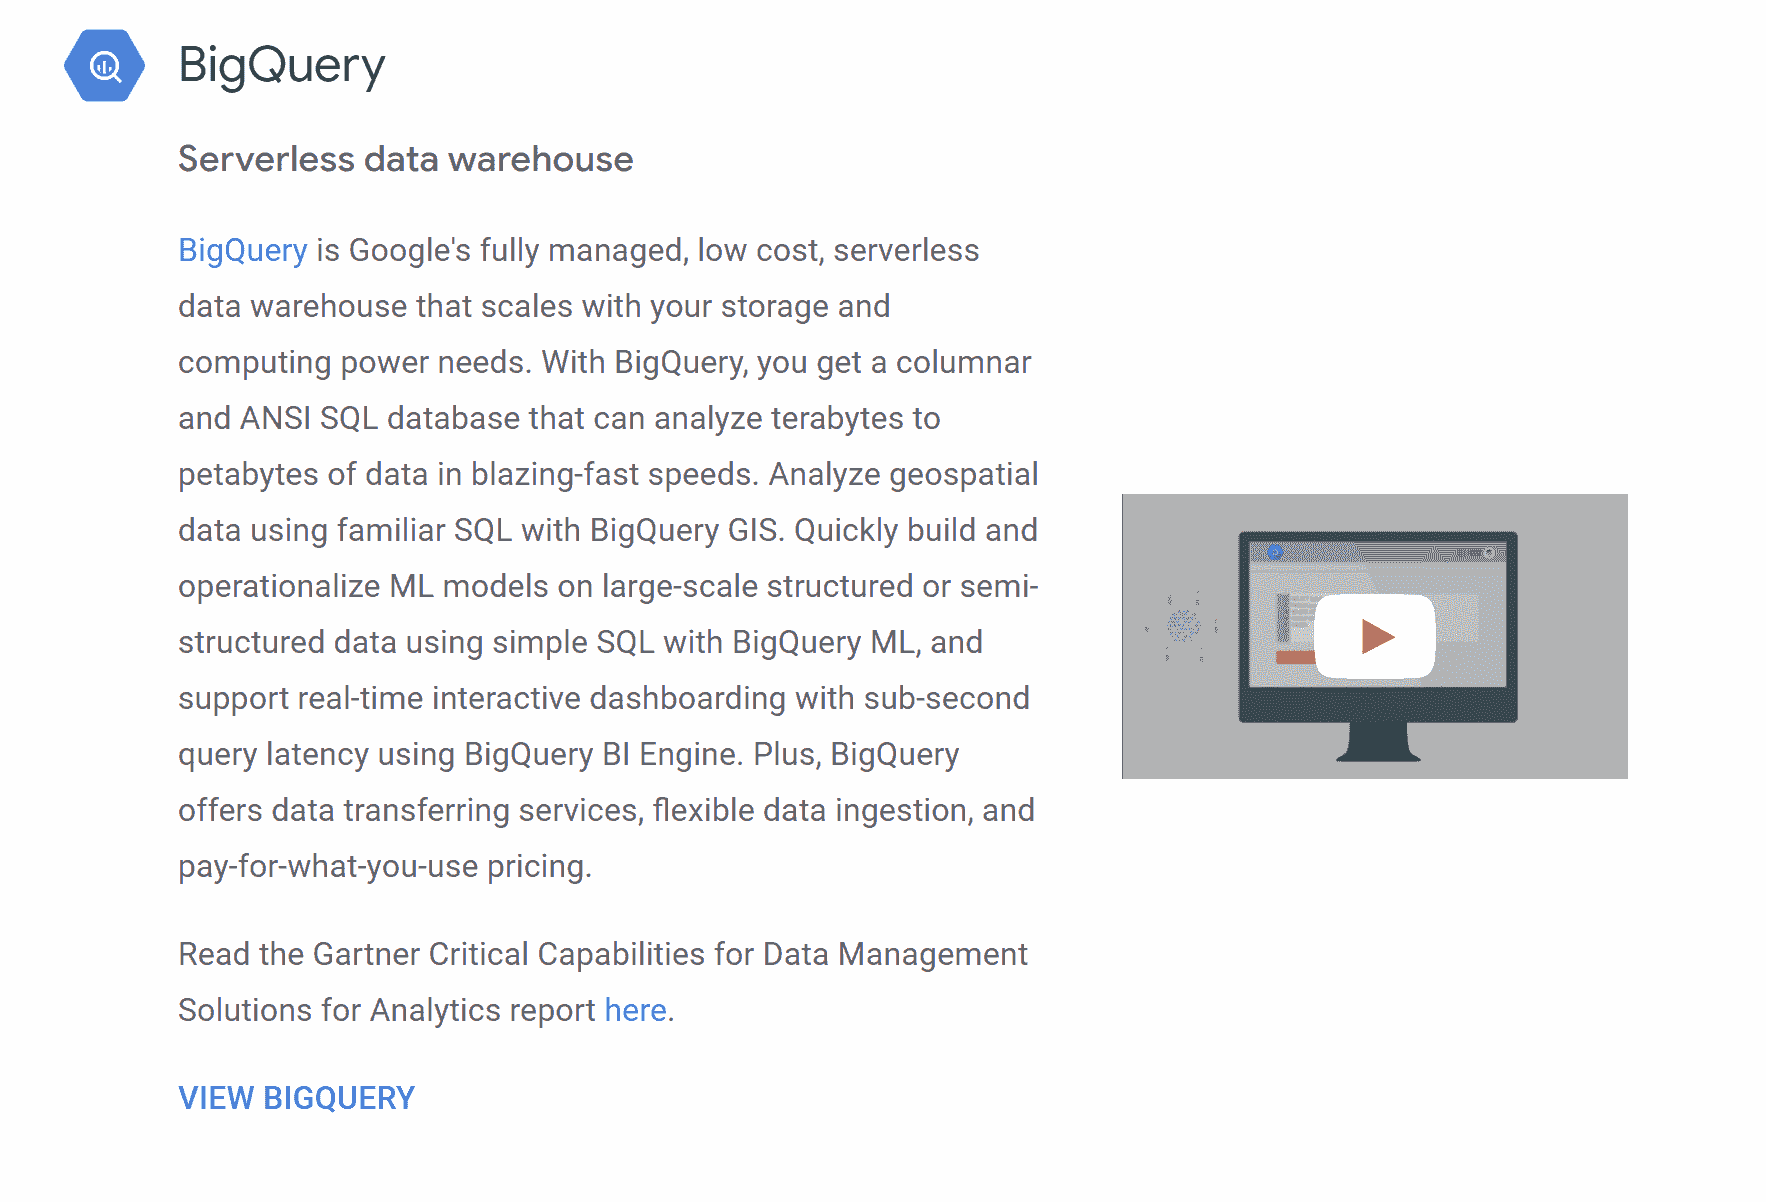 BigQuery
Serverless data warehouse
BigQuery is Google's fully managed, low cost, serverless
data warehouse that scales with your storage and
computing power needs. With BigQuery, you get a columnar
and ANSI SQL database that can analyze terabytes to
petabytes of data in blazing-fast speeds. Analyze geospatial
data using familiar SQL with BigQuery GIS. Quickly build and
operationalize ML models on large-scale structured or semi-
structured data using simple SQL with BigQuery ML, and
support real-time interactive dashboarding with sub-second
query latency using BigQuery BI Engine. Plus, BigQuery
offers data transferring services, flexible data ingestion, and
pay-for-what-you-use pricing.
Read the Gartner Critical Capabilities for Data Management
Solutions for Analytics report here.
VIEW BIGQUERY